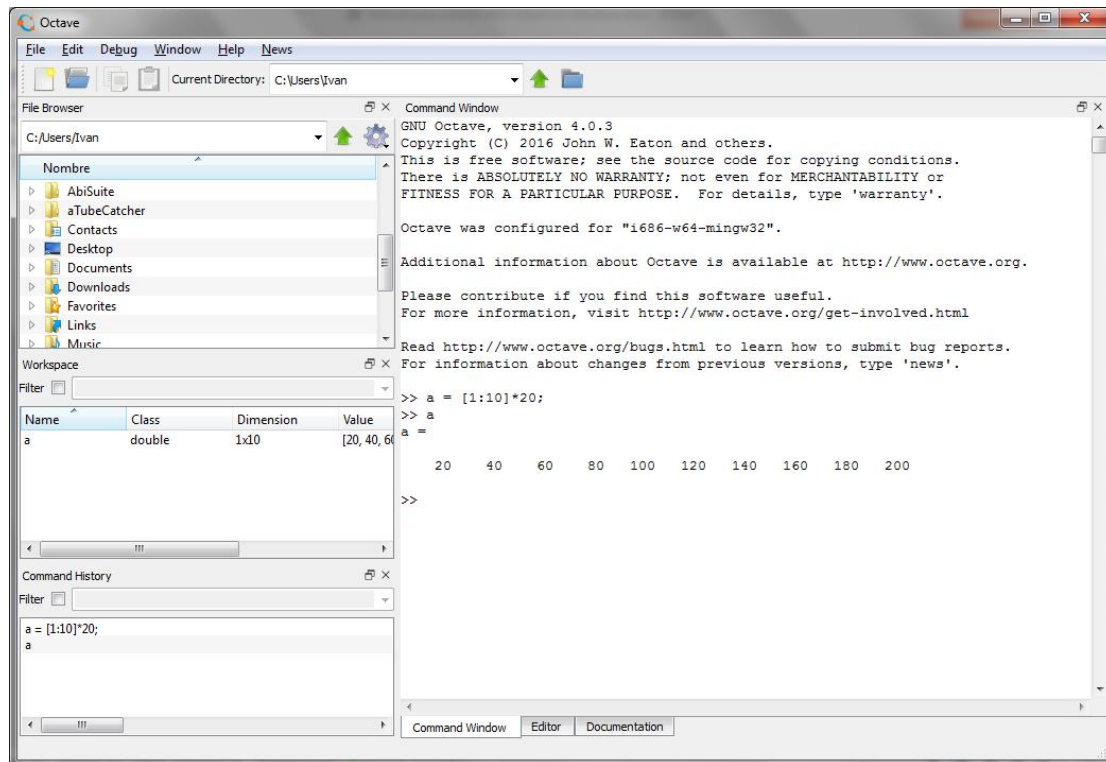 Octave
File Edit Debug Window Help News
Current Directory: C:\Users\Ivan
File Browser
C:/Users/Ivan
Nombre
AbiSuite
aTubeCatcher
Contacts
Desktop
Documents
Downloads
Favorites
Links
Music
Workspace
Filter
Name Class Dimension Value
a double 1x10 [20, 40, 60
Command History
Filter
a = [1:10]*20;
a
Command Window
GNU Octave, version 4.0.3
Copyright (C) 2016 John W. Eaton and others.
This is free software; see the source code for copying conditions.
There is ABSOLUTELY NO WARRANTY; not even for MERCHANTABILITY or
FITNESS FOR A PARTICULAR PURPOSE.  For details, type 'warranty'.
Octave was configured for "i686-w64-mingw32".
Additional information about Octave is available at http://www.octave.org.
Please contribute if you find this software useful.
For more information, visit http://www.octave.org/get-involved.html
Read http://www.octave.org/bugs.html to learn how to submit bug reports.
For information about changes from previous versions, type 'news'.
>> a = [1:10]*20;
>> a
a =
20 40 60 80 100 120 140 160 180 200
>>
Command Window Editor Documentation